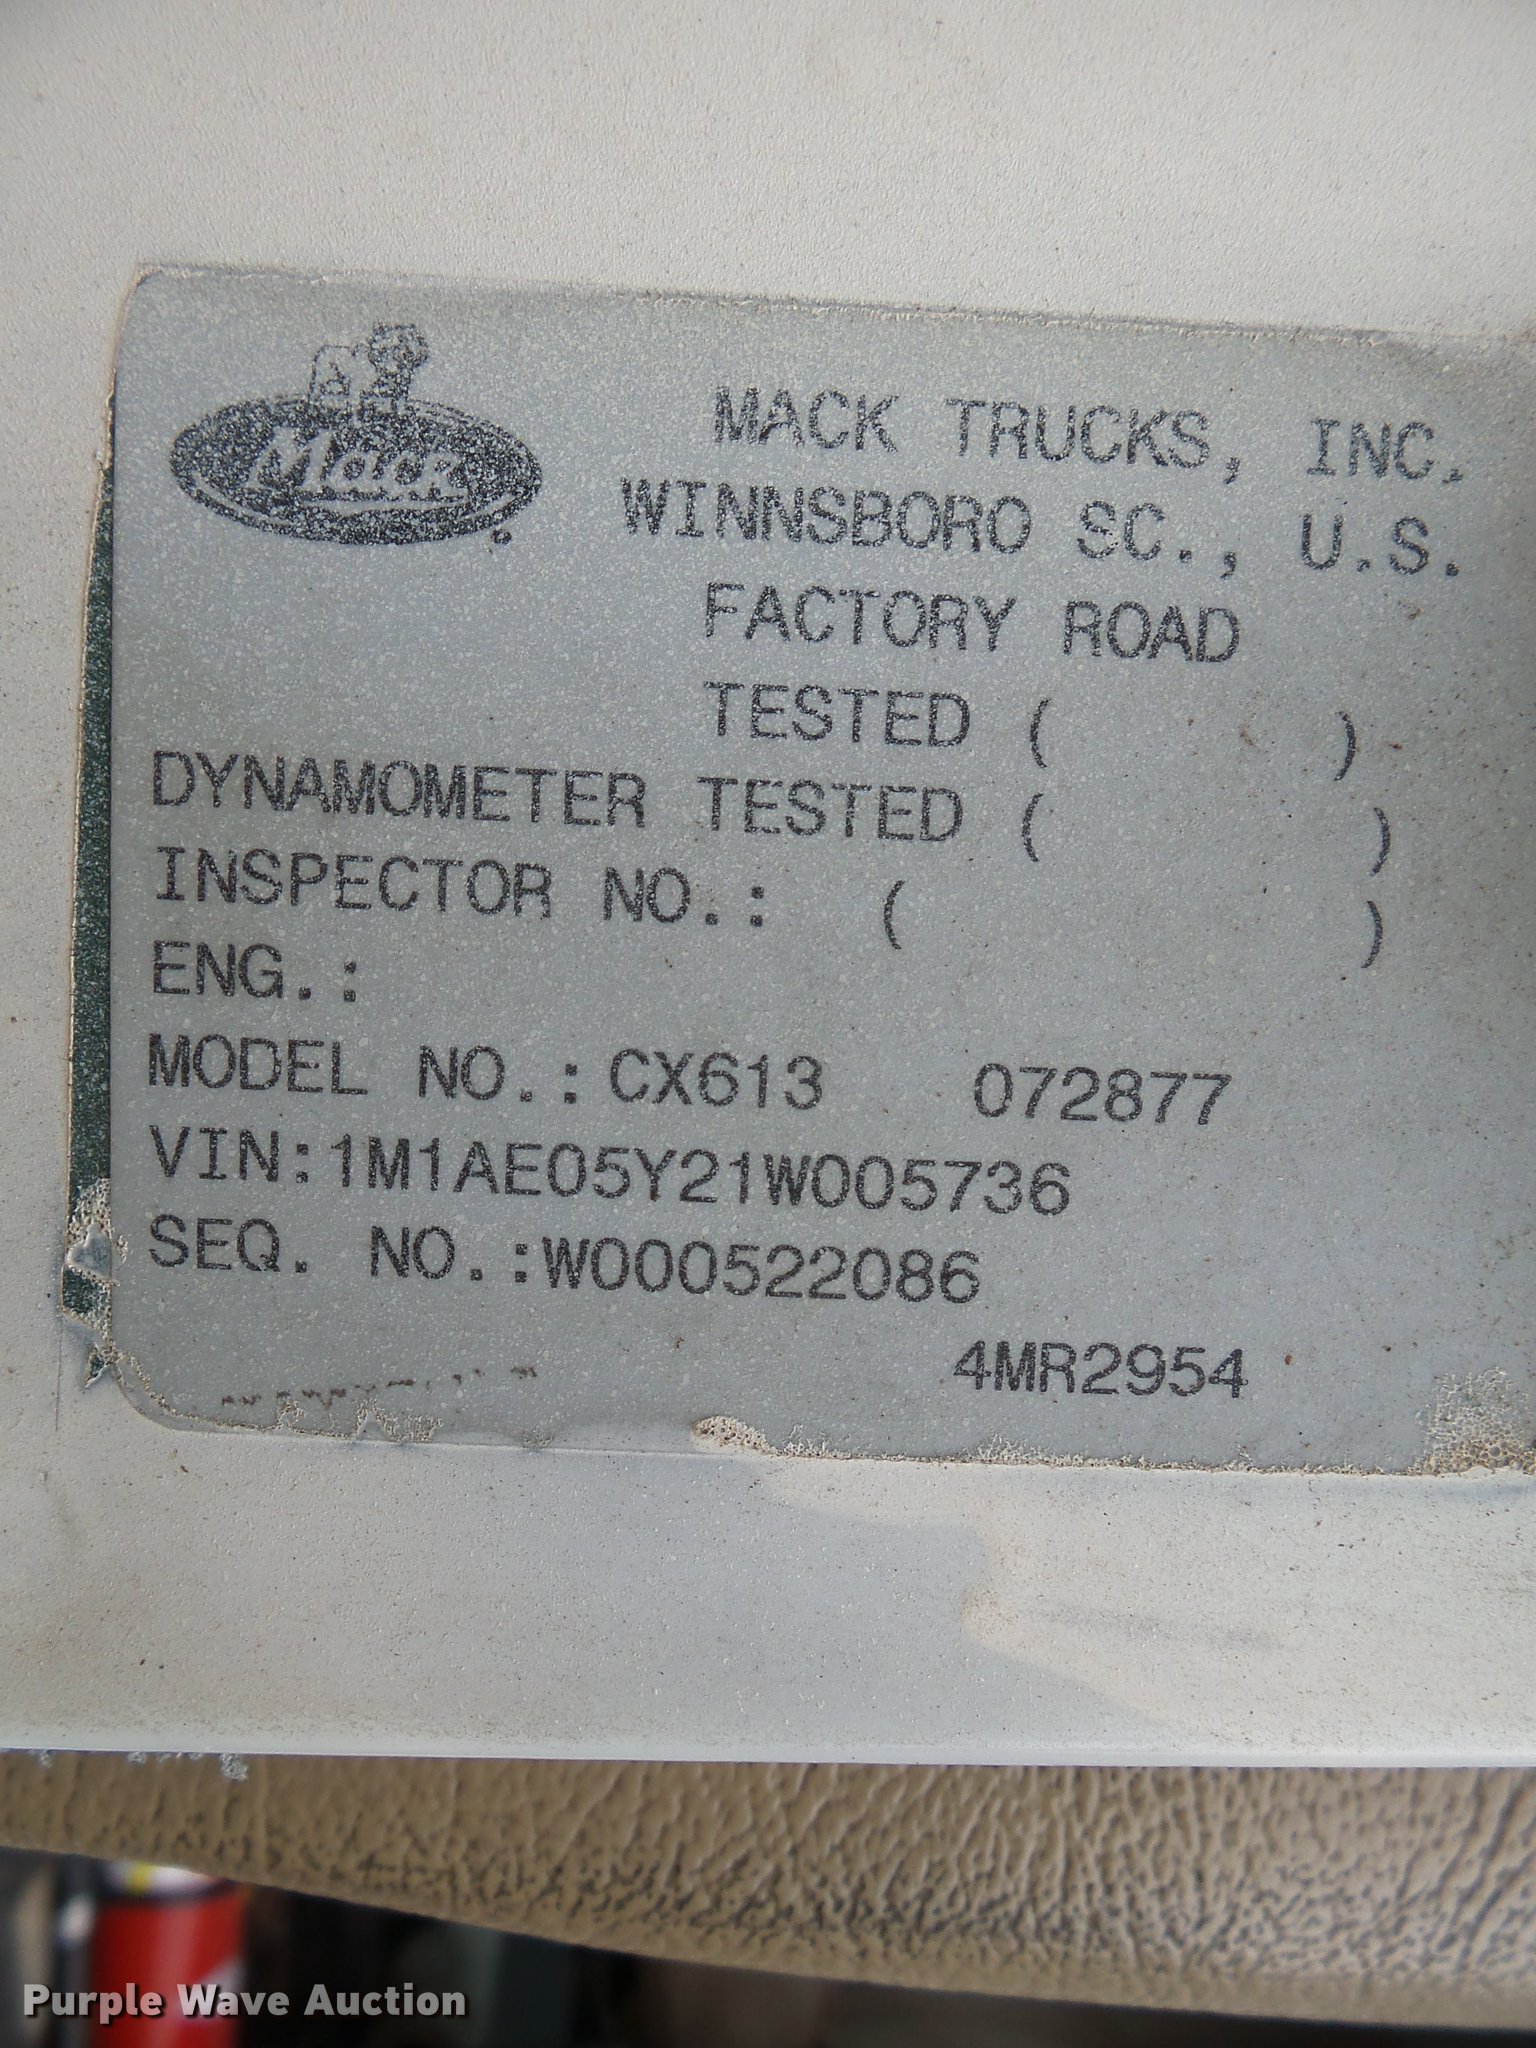 MACK TRUCKS, INC.
WINNSBORO SC., U.S.
FACTORY ROAD
TESTED ( )
DYNAMOMETER TESTED ( )
INSPECTOR NO.: ( )
ENG.:
MODEL NO.:CX613 072877
VIN:1M1AE05Y21W005736
SEQ. NO.:W000522086
4MR2954
Purple Wave Auction